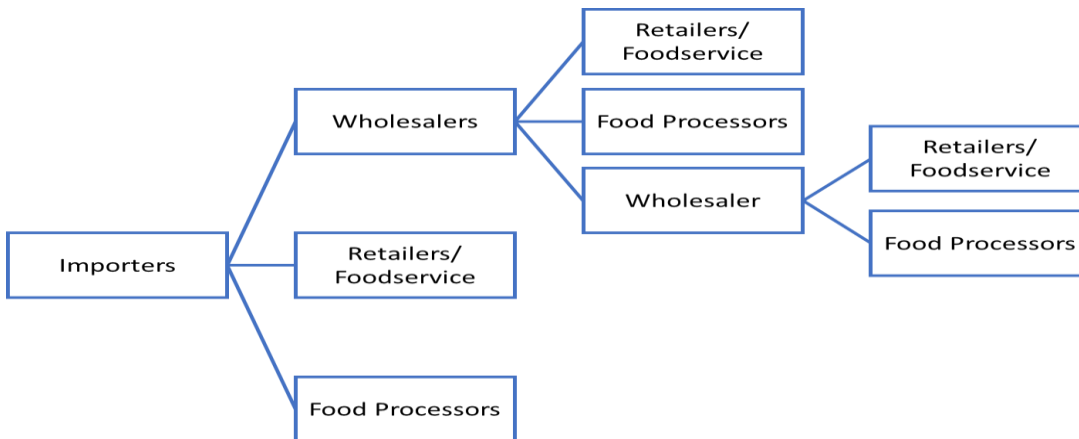 Retailers/
Foodservice
Wholesalers
Food Processors
Retailers/
Foodservice
Wholesaler
Importers
Retailers/
Foodservice
Food Processors
Food Processors